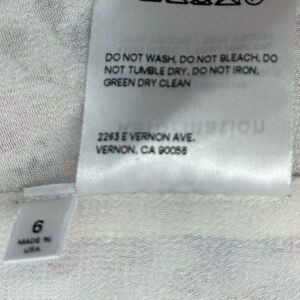 DO NOT WASH, DO NOT BLEACH, DO
NOT TUMBLE DRY, DO NOT IRON,
GREEN DRY CLEAN
2263 E VERNON AVE.
VERNON, CA 90058
6
MADE IN
USA